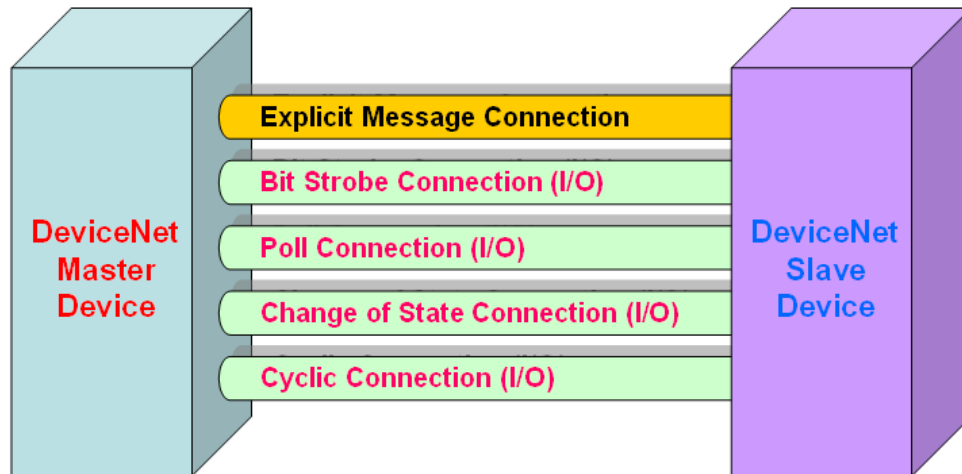 DeviceNet
Master
Device
Explicit Message Connection
Bit Strobe Connection (I/O)
Poll Connection (I/O)
Change of State Connection (I/O)
Cyclic Connection (I/O)
DeviceNet
Slave
Device